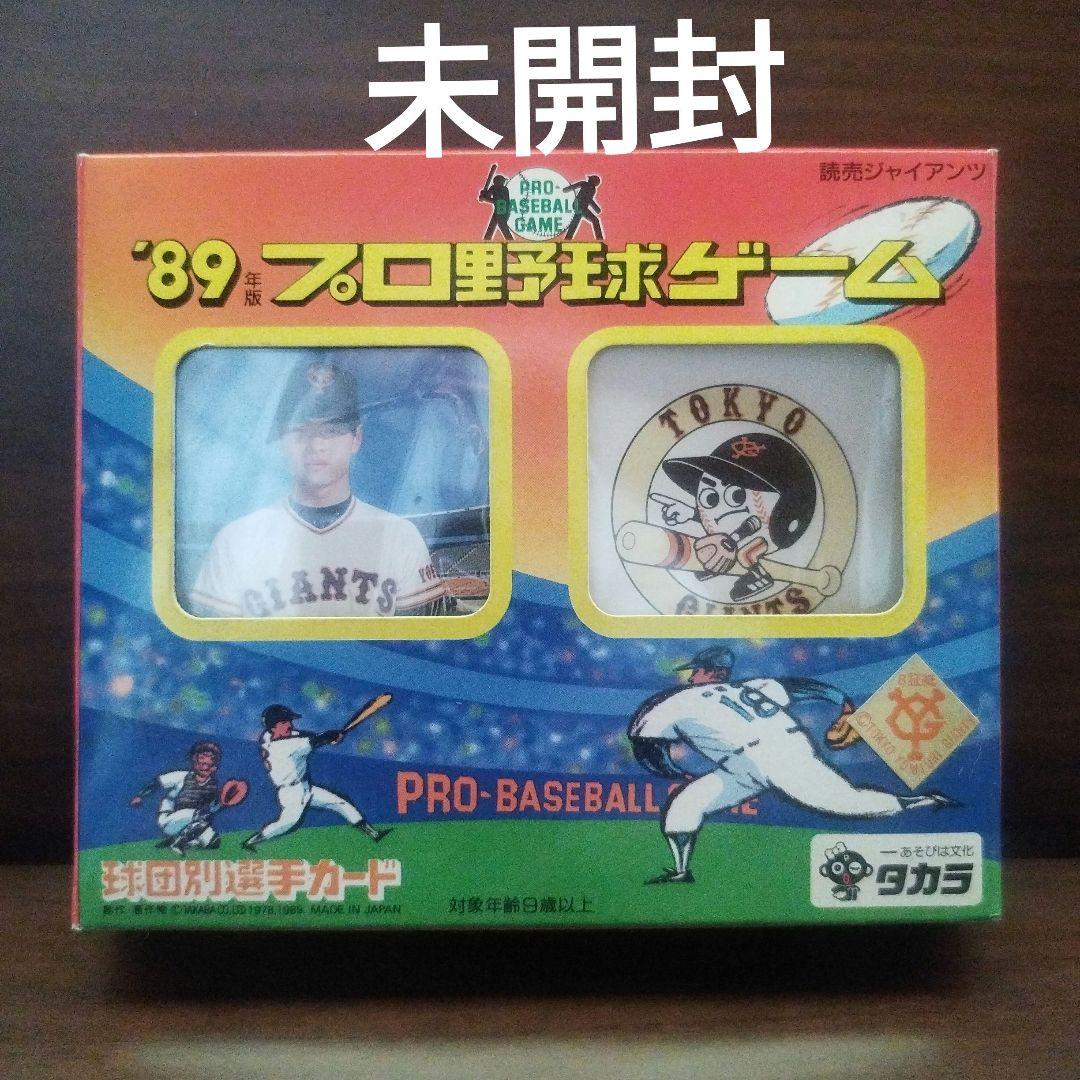 未開封
読売ジャイアンツ
PRO-
BASEBALL
GAME
'89年版 プロ野球ゲーム
GIANTS
TOKYO
GIANTS
18
PRO-BASEBALL
球団別選手カード
MADE IN JAPAN
対象年齢8歳以上
あそびは文化
タカラ